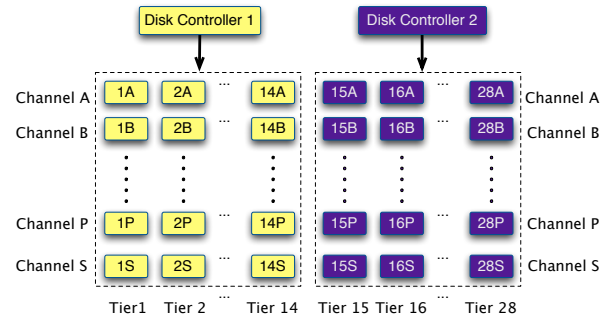 Disk Controller 1 Disk Controller 2
Channel A 1A 2A ... 14A 15A 16A ... 28A Channel A
Channel B 1B 2B 14B 15B 16B 28B Channel B
Channel P 1P 2P ... 14P 15P 16P ... 28P Channel P
Channel S 1S 2S ... 14S 15S 16S ... 28S Channel S
Tier1 Tier 2 ... Tier 14 Tier 15 Tier 16 ... Tier 28